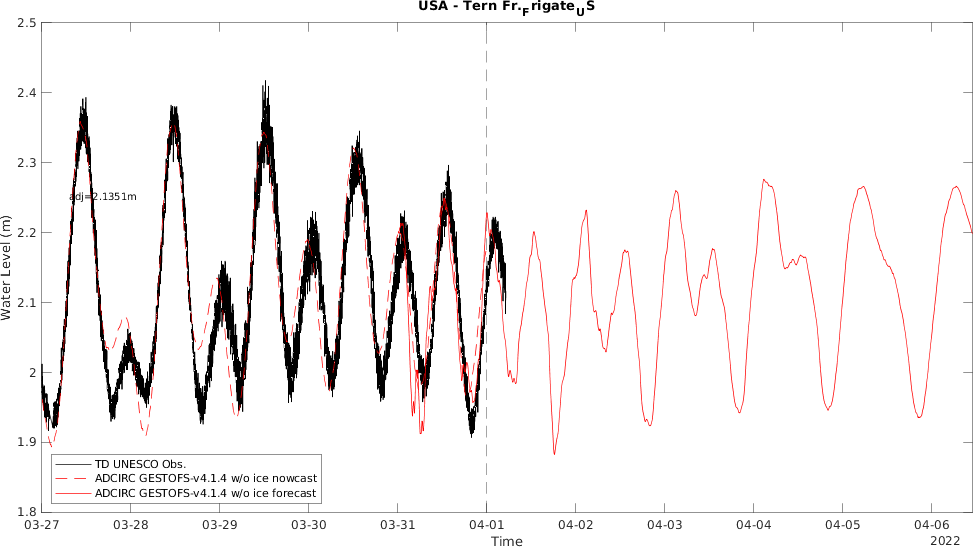 USA - Tern Fr.FrigateUS
2.5
2.4
2.3
adj=2.1351m
2.2
Water Level (m)
2.1
2
1.9
TD UNESCO Obs.
ADCIRC GESTOFS-v4.1.4 w/o ice nowcast
ADCIRC GESTOFS-v4.1.4 w/o ice forecast
1.8
03-27 03-28 03-29 03-30 03-31 04-01 04-02 04-03 04-04 04-05 04-06
Time
2022